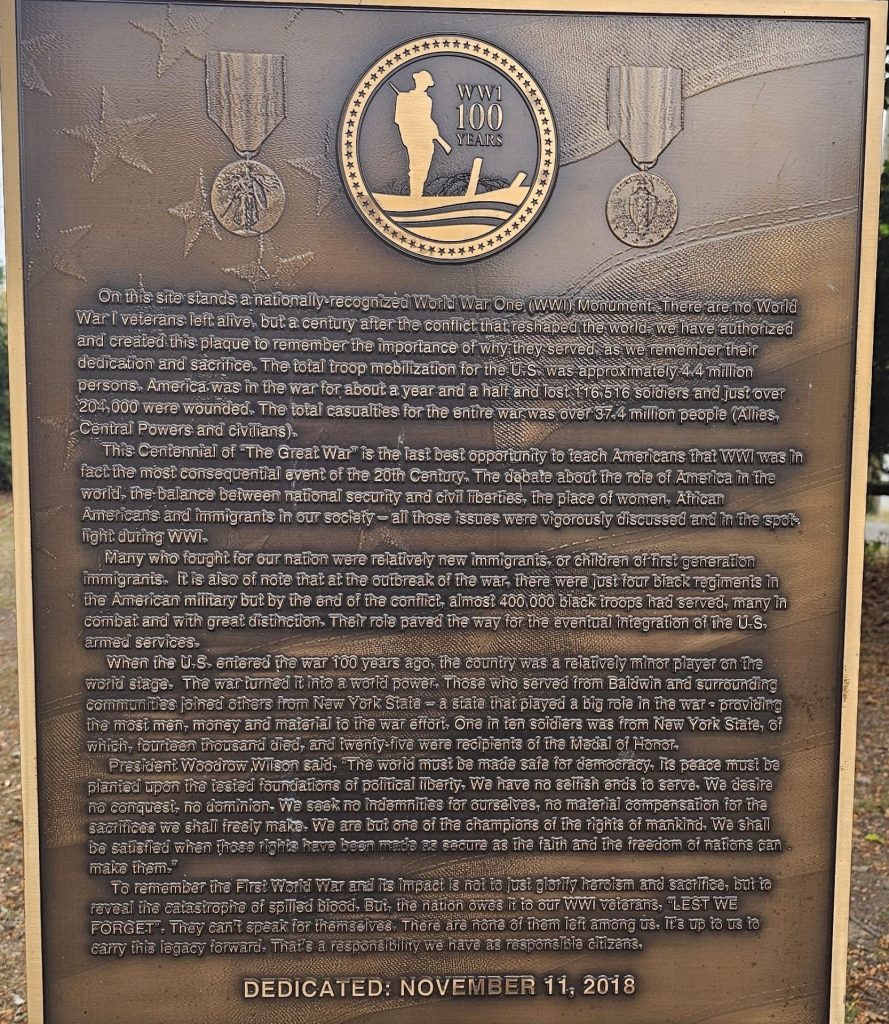 WW1
100
YEARS
On this site stands a nationally-recognized World War One (WWI) Monument. There are no World
War I veterans left alive, but a century after the conflict that reshaped the world, we have authorized
and created this plaque to remember the importance of why they served, as we remember their
dedication and sacrifice. The total troop mobilization for the U.S. was approximately 4.4 million
persons. America was in the war for about a year and a half and lost 116,516 soldiers and just over
204,000 were wounded. The total casualties for the entire war was over 37.4 million people (Allies,
Central Powers and civilians).
This Centennial of "The Great War" is the last best opportunity to teach Americans that WWI was in
fact the most consequential event of the 20th Century. The debate about the role of America in the
world, the balance between national security and civil liberties, the place of women, African
Americans and immigrants in our society – all those issues were vigorously discussed and in the spot-
light during WWI.
Many who fought for our nation were relatively new immigrants, or children of first generation
immigrants. It is also of note that at the outbreak of the war, there were just four black regiments in
the American military but by the end of the conflict, almost 400,000 black troops had served, many in
combat and with great distinction. Their role paved the way for the eventual integration of the U.S.
armed services.
When the U.S. entered the war 100 years ago, the country was a relatively minor player on the
world stage. The war turned it into a world power. Those who served from Baldwin and surrounding
communities joined others from New York State – a state that played a big role in the war - providing
the most men, money and material to the war effort. One in ten soldiers was from New York State, of
which, fourteen thousand died, and twenty-five were recipients of the Medal of Honor.
President Woodrow Wilson said, "The world must be made safe for democracy. Its peace must be
planted upon the tested foundations of political liberty. We have no selfish ends to serve. We desire
no conquest, no dominion. We seek no indemnities for ourselves, no material compensation for the
sacrifices we shall freely make. We are but one of the champions of the rights of mankind. We shall
be satisfied when those rights have been made as secure as the faith and the freedom of nations can
make them."
To remember the First World War and its impact is not to just glorify heroism and sacrifice, but to
reveal the catastrophe of spilled blood. But, the nation owes it to our WWI veterans, "LEST WE
FORGET". They can't speak for themselves. There are none of them left among us. It's up to us to
carry this legacy forward. That's a responsibility we have as responsible citizens.
DEDICATED: NOVEMBER 11, 2018